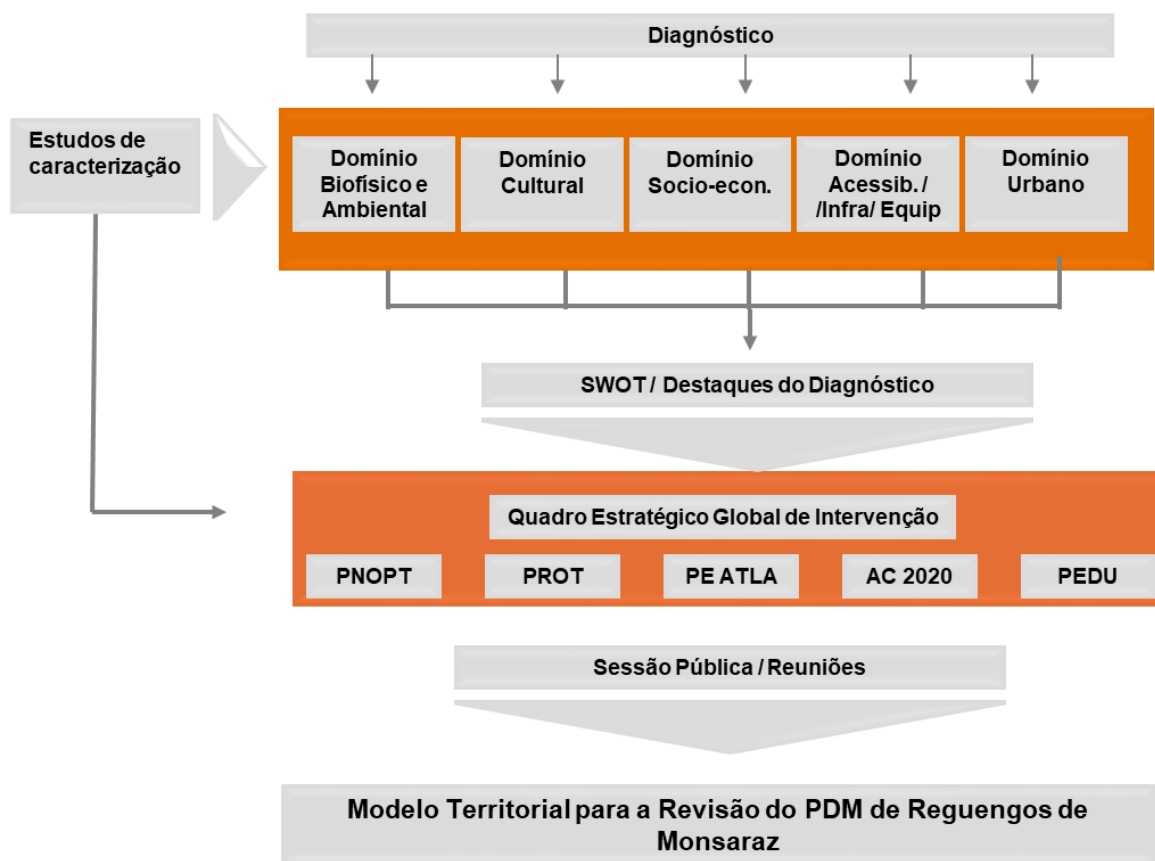 Diagnóstico
Estudos de
caracterização
Domínio
Biofísico e
Ambiental
Domínio
Cultural
Domínio
Socio-econ.
Domínio
Acessib. /
/Infra/ Equip
Domínio
Urbano
SWOT / Destaques do Diagnóstico
Quadro Estratégico Global de Intervenção
PNOPT
PROT
PE ATLA
AC 2020
PEDU
Sessão Pública / Reuniões
Modelo Territorial para a Revisão do PDM de Reguengos de
Monsaraz